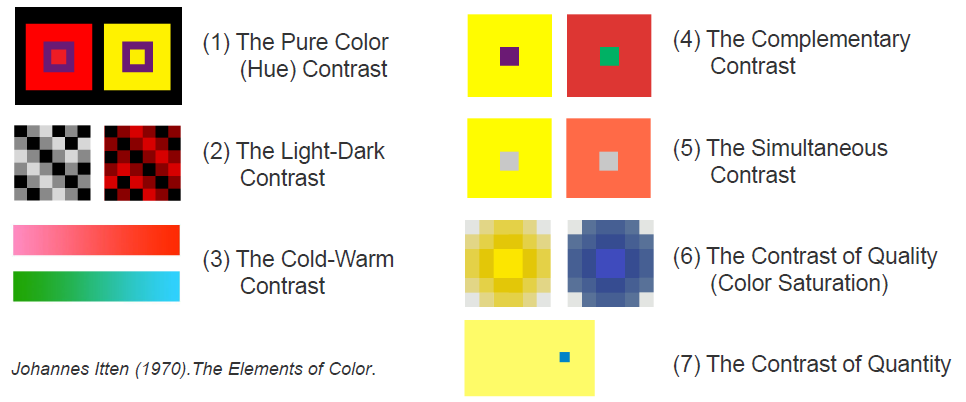 (1) The Pure Color
(Hue) Contrast
(2) The Light-Dark
Contrast
(3) The Cold-Warm
Contrast
Johannes Itten (1970).The Elements of Color.
(4) The Complementary
Contrast
(5) The Simultaneous
Contrast
(6) The Contrast of Quality
(Color Saturation)
(7) The Contrast of Quantity